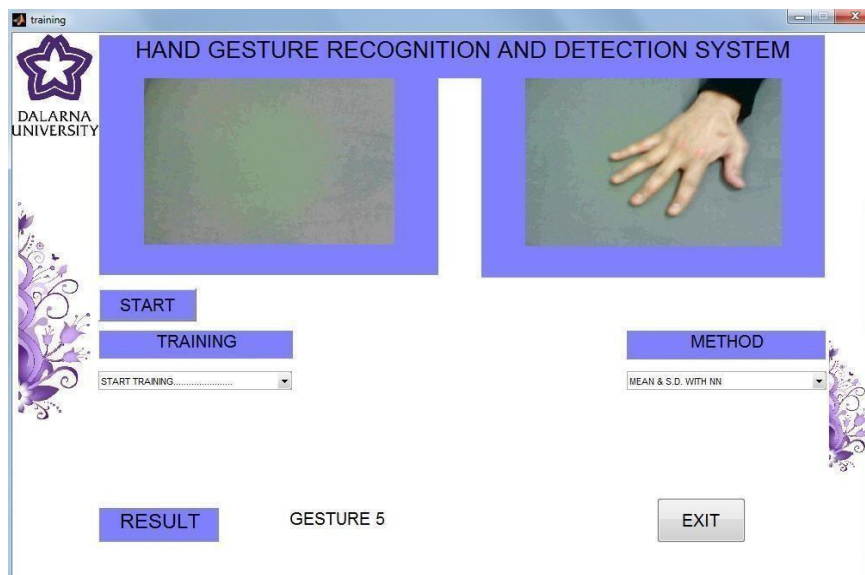 training
HAND GESTURE RECOGNITION AND DETECTION SYSTEM
DALARNA
UNIVERSITY
START
TRAINING
METHOD
START TRAINING.......................
MEAN & S.D. WITH NN
RESULT
GESTURE 5
EXIT